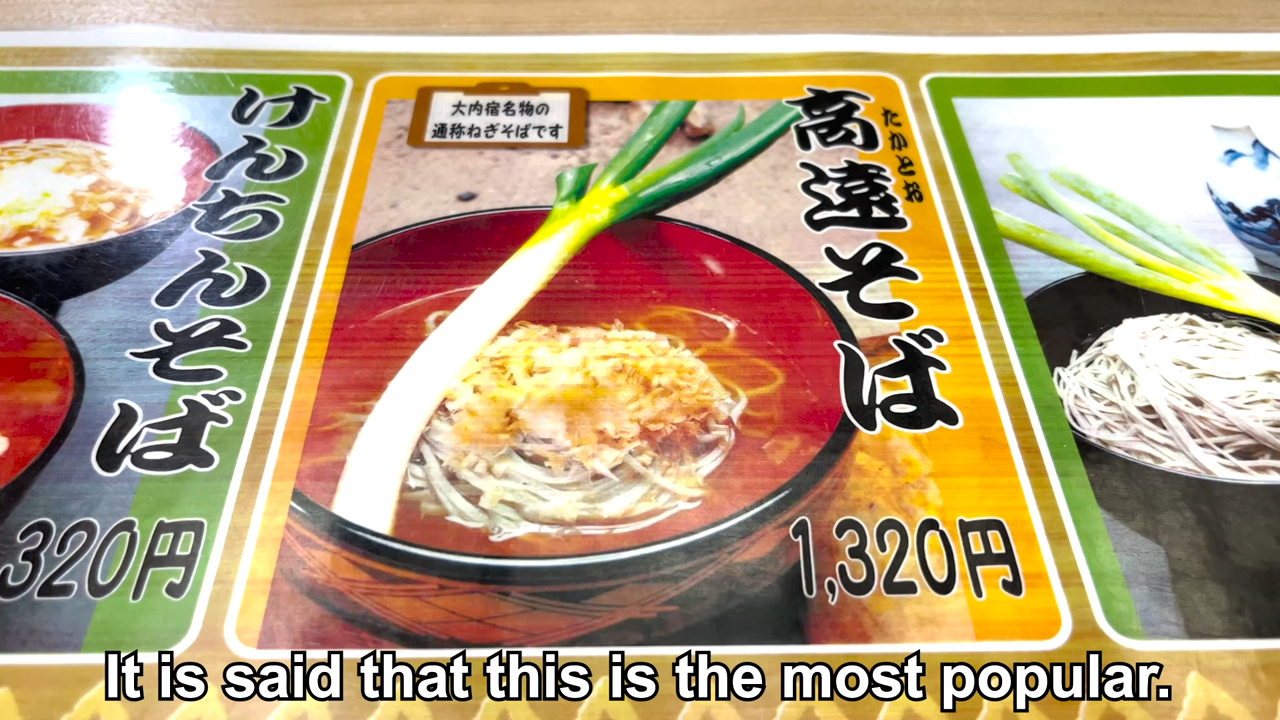 けんちんそば
320円
大内宿名物の
通称ねぎそばです
高遠そば
たかとお
1,320円
It is said that this is the most popular.